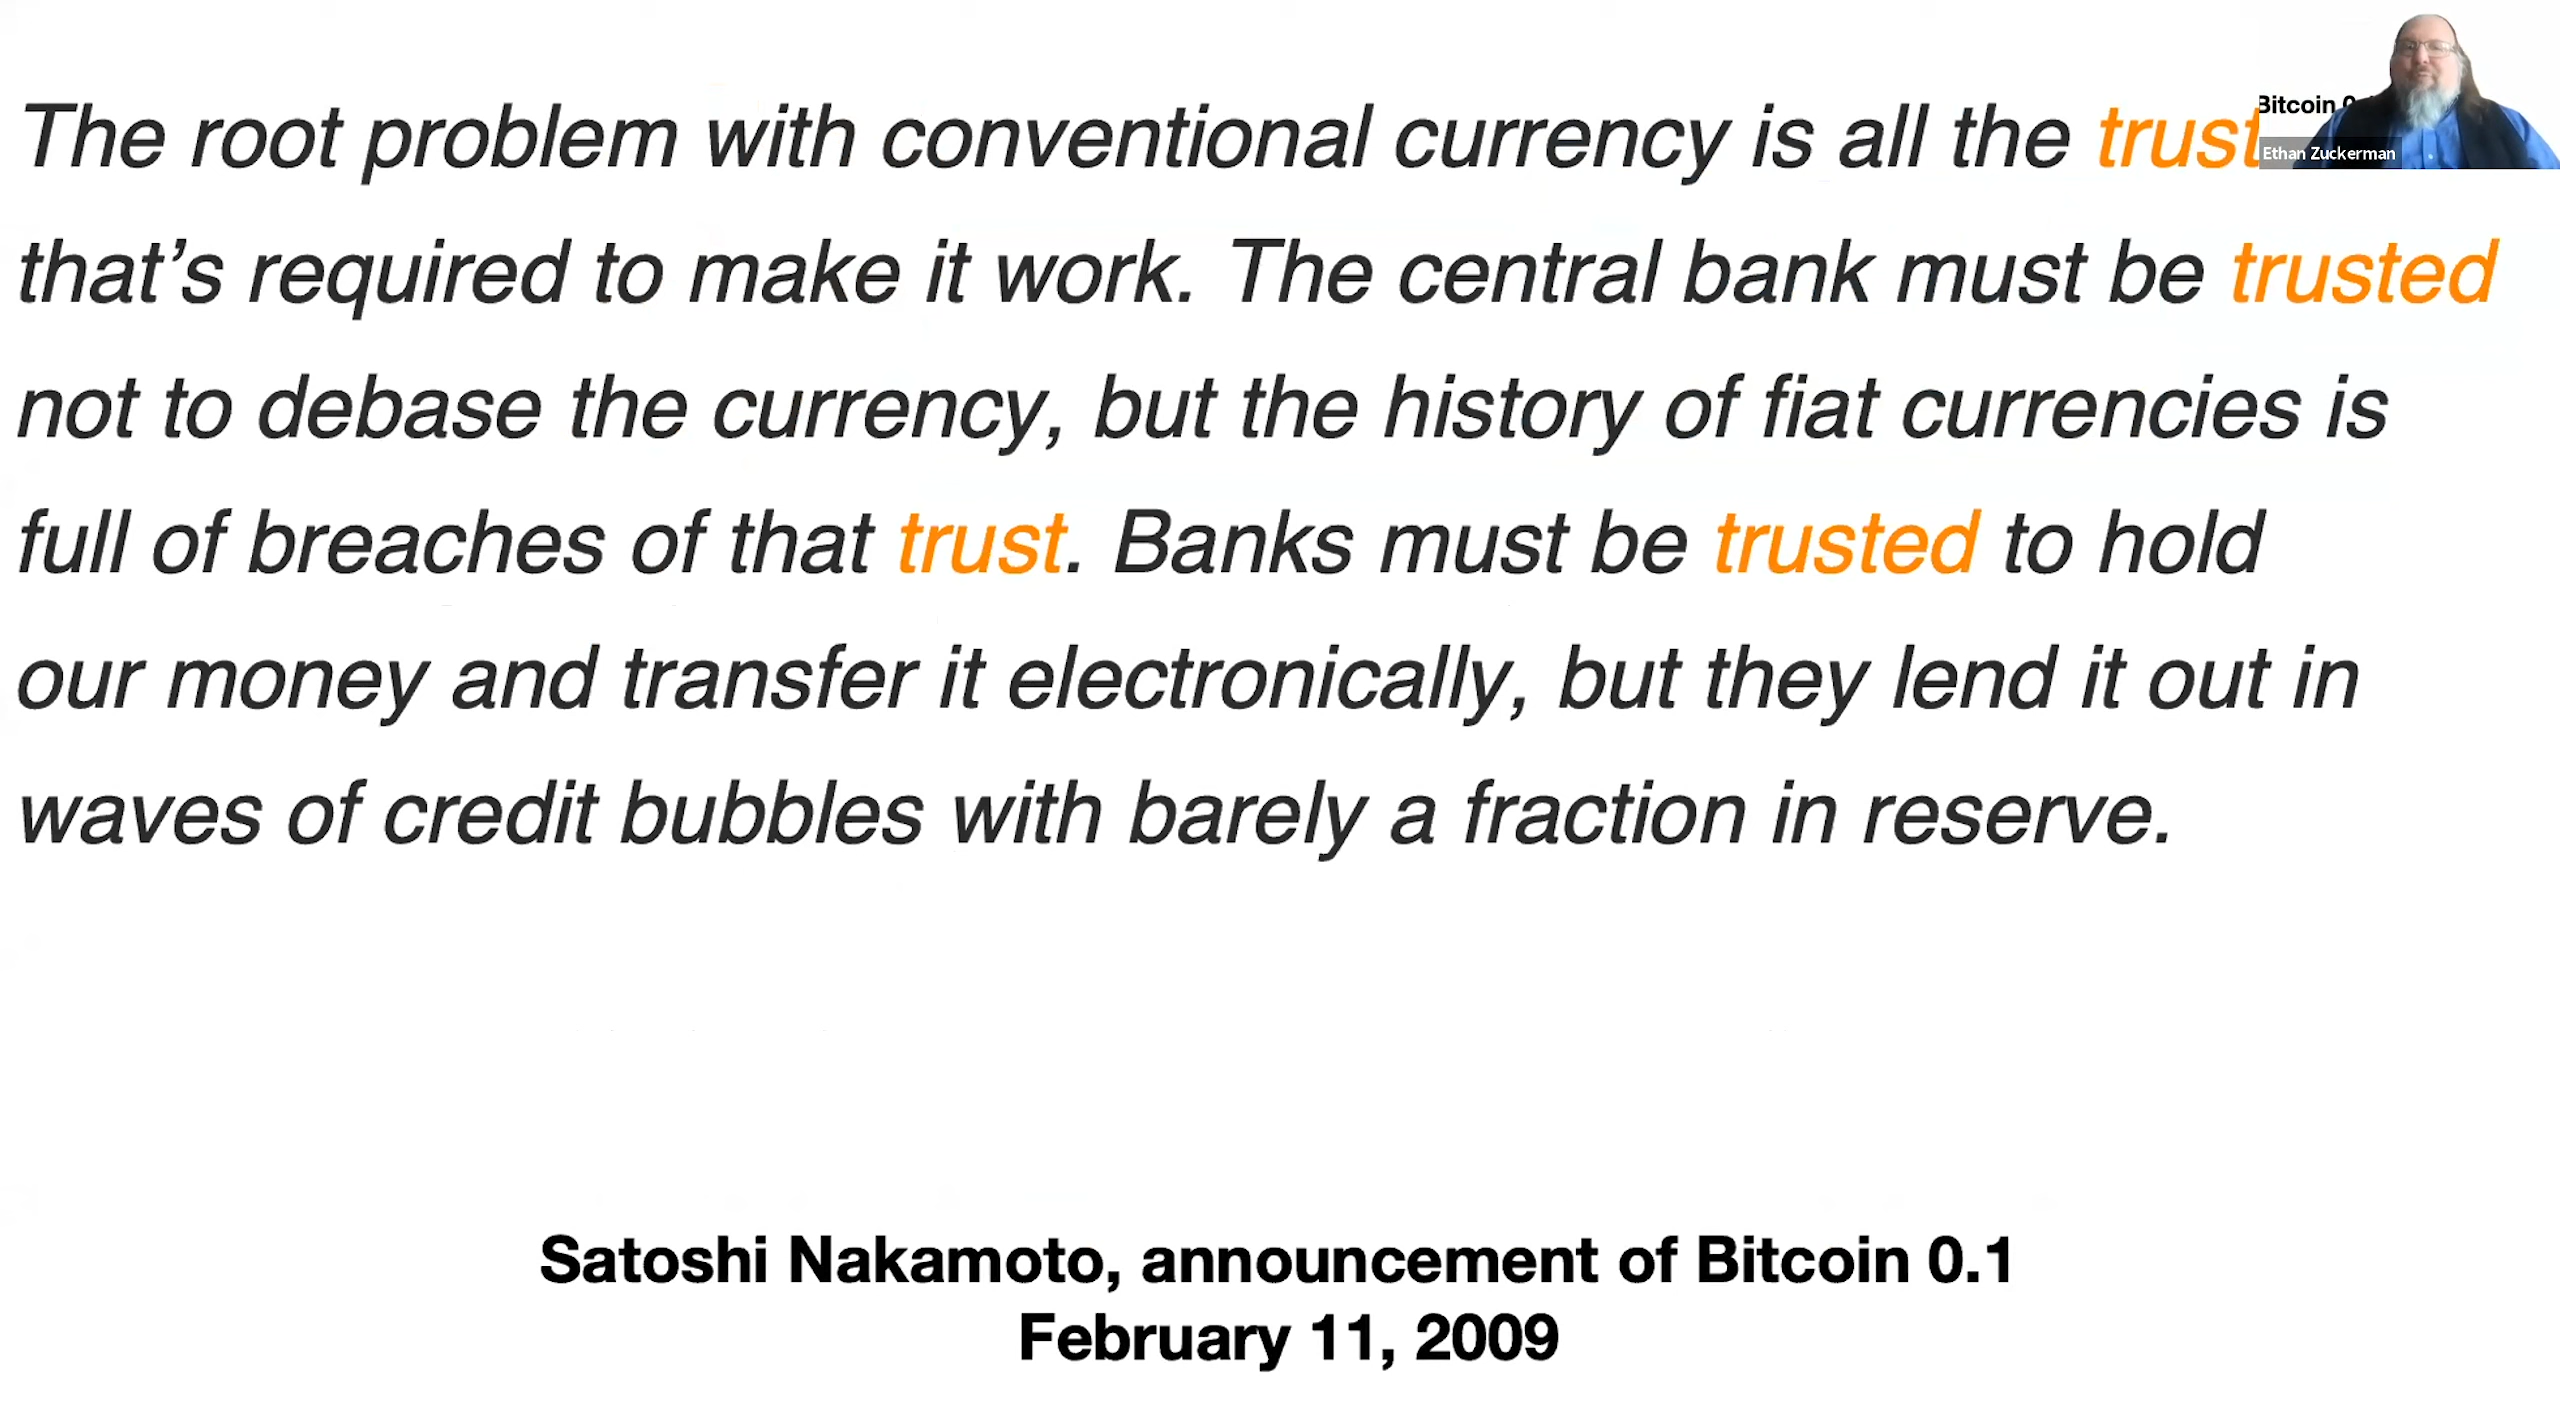 The root problem with conventional currency is all the trust
that’s required to make it work. The central bank must be trusted
not to debase the currency, but the history of fiat currencies is
full of breaches of that trust. Banks must be trusted to hold
our money and transfer it electronically, but they lend it out in
waves of credit bubbles with barely a fraction in reserve.
Bitcoin
Ethan Zuckerman
Satoshi Nakamoto, announcement of Bitcoin 0.1
February 11, 2009